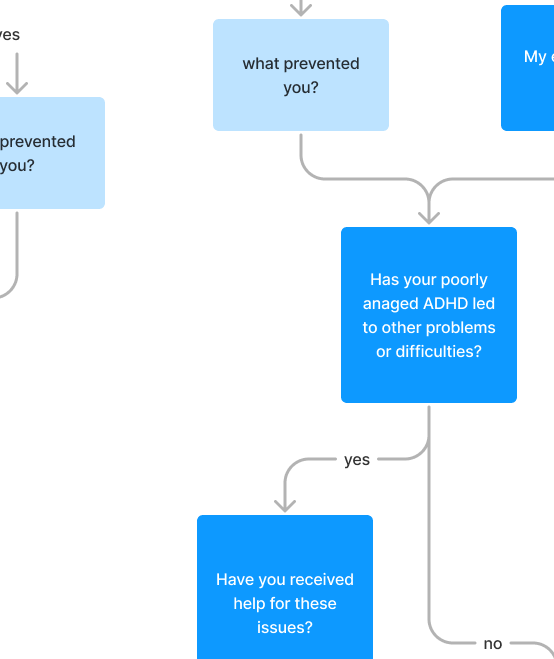 yes
what prevented
you?
My
prevented
you?
Has your poorly
anaged ADHD led
to other problems
or difficulties?
yes
Have you received
help for these
issues?
no